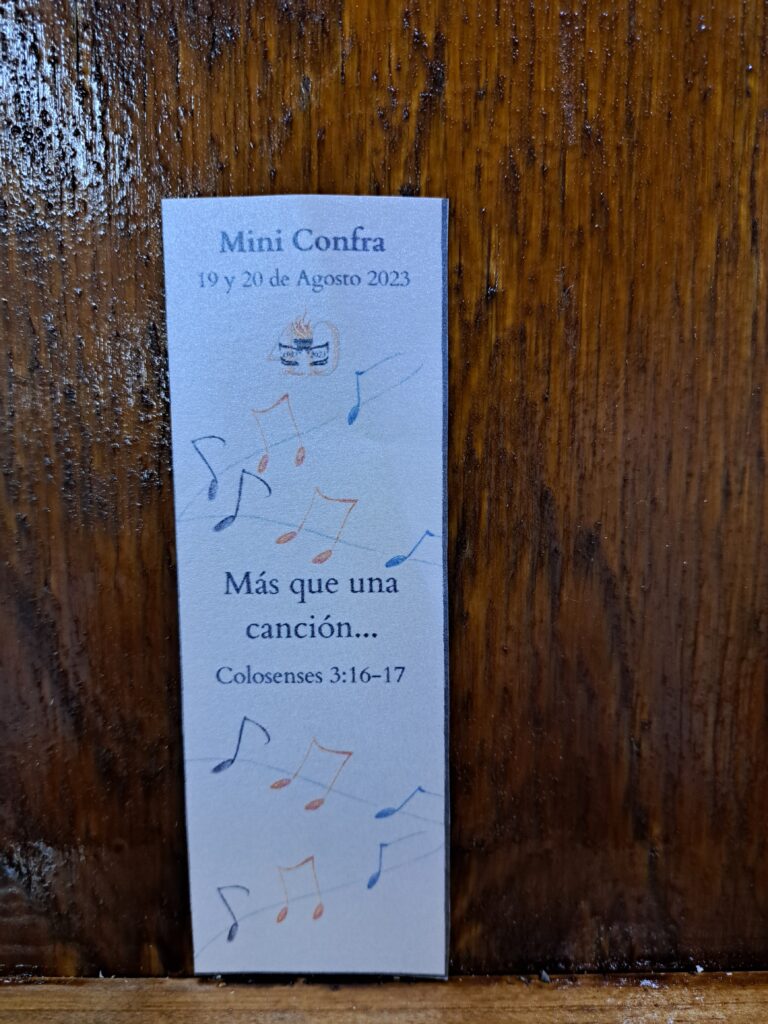 Mini Confra
19 y 20 de Agosto 2023
Más que una
canción...
Colosenses 3:16-17